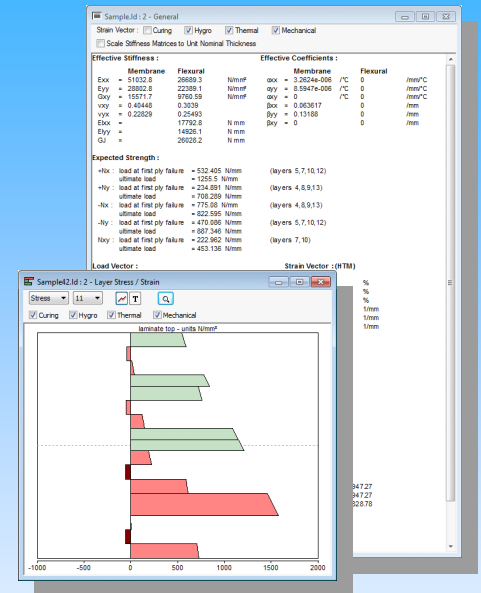 Sample.ld : 2 - General
Strain Vector : Curing Hygro Thermal Mechanical
Scale Stiffness Matrices to Unit Nominal Thickness
Effective Stiffness : Effective Coefficients :
Membrane Flexural Membrane Flexural
Exx = 51032.8 26689.3 N/mm² αxx = 3.2624e-006 /°C 0 /mm/°C
Eyy = 28802.8 22389.1 N/mm² αyy = 8.5947e-006 /°C 0 /mm/°C
Gxy = 15571.7 9760.59 N/mm² αxy = 0 /°C 0 /mm/°C
νxy = 0.40448 0.3039 βxx = 0.063617 0 /mm
νyx = 0.22829 0.25493 βyy = 0.13188 0 /mm
EIxx = 17792.8 N mm βxy = 0 0 /mm
EIyy = 14926.1 N mm
GJ = 26028.2 N mm
Expected Strength :
+Nx : load at first ply failure = 532.405 N/mm (layers 5,7,10,12)
ultimate load = 1255.5 N/mm
+Ny : load at first ply failure = 234.891 N/mm (layers 4,8,9,13)
ultimate load = 708.289 N/mm
-Nx : load at first ply failure = 775.08 N/mm (layers 4,8,9,13)
ultimate load = 822.595 N/mm
-Ny : load at first ply failure = 470.086 N/mm (layers 5,7,10,12)
ultimate load = 887.346 N/mm
Nxy : load at first ply failure = 222.962 N/mm (layers 7,10)
ultimate load = 453.136 N/mm
Load Vector : Strain Vector : (HTM)
%
%
%
1/mm
1/mm
1/mm
947.27
947.27
828.78
Sample42.ld : 2 - Layer Stress / Strain
Stress 11 T
Curing Hygro Thermal Mechanical
laminate top - units N/mm²
-1000 -500 0 500 1000 1500 2000